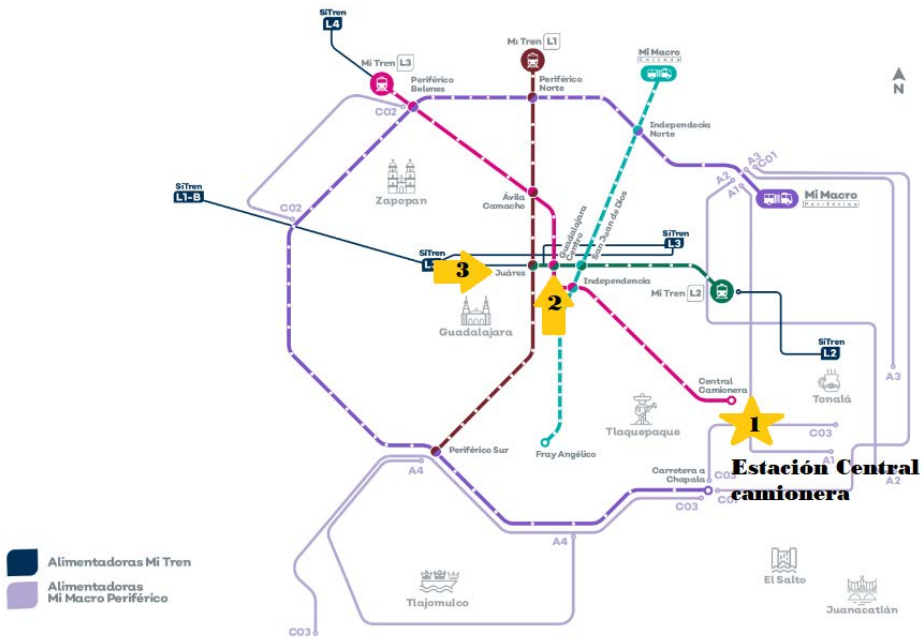 SiTren
L4
Mi Tren L3
Mi Tren L1
Mi Macro
Calzada
N
Periférico
Belenes
Periférico
Norte
C02
Independecia
Norte
A3
C01
A2
A1
Mi Macro
Periférico
Zapopan
SiTren
L1-B
Ávila
Camacho
Guadalajara
Centro
San Juan de Dios
C02
SiTren
L3
SiTren
3
Juárez
2
Independencia
Mi Tren L2
Guadalajara
SiTren
L2
A3
Central
Camionera
Tonalá
1
C03
Tlaquepaque
A1
Fray Angélico
Periférico Sur
A4
Carretera a
Chapala
C03
C01
C03
A2
Estación Central
camionera
A4
Alimentadoras Mi Tren
Alimentadoras
Mi Macro Periférico
Tlajomulco
El Salto
Juanacatlán
C03